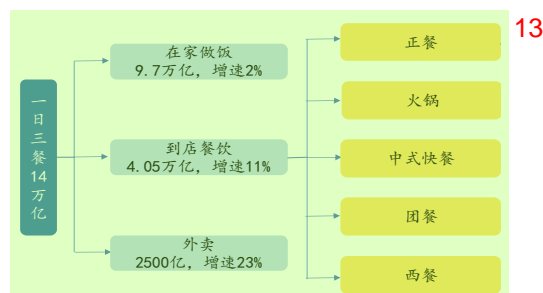 一日三餐14万亿
在家做饭
9.7万亿，增速2%
到店餐饮
4.05万亿，增速11%
外卖
2500亿，增速23%
正餐
火锅
中式快餐
团餐
西餐
13